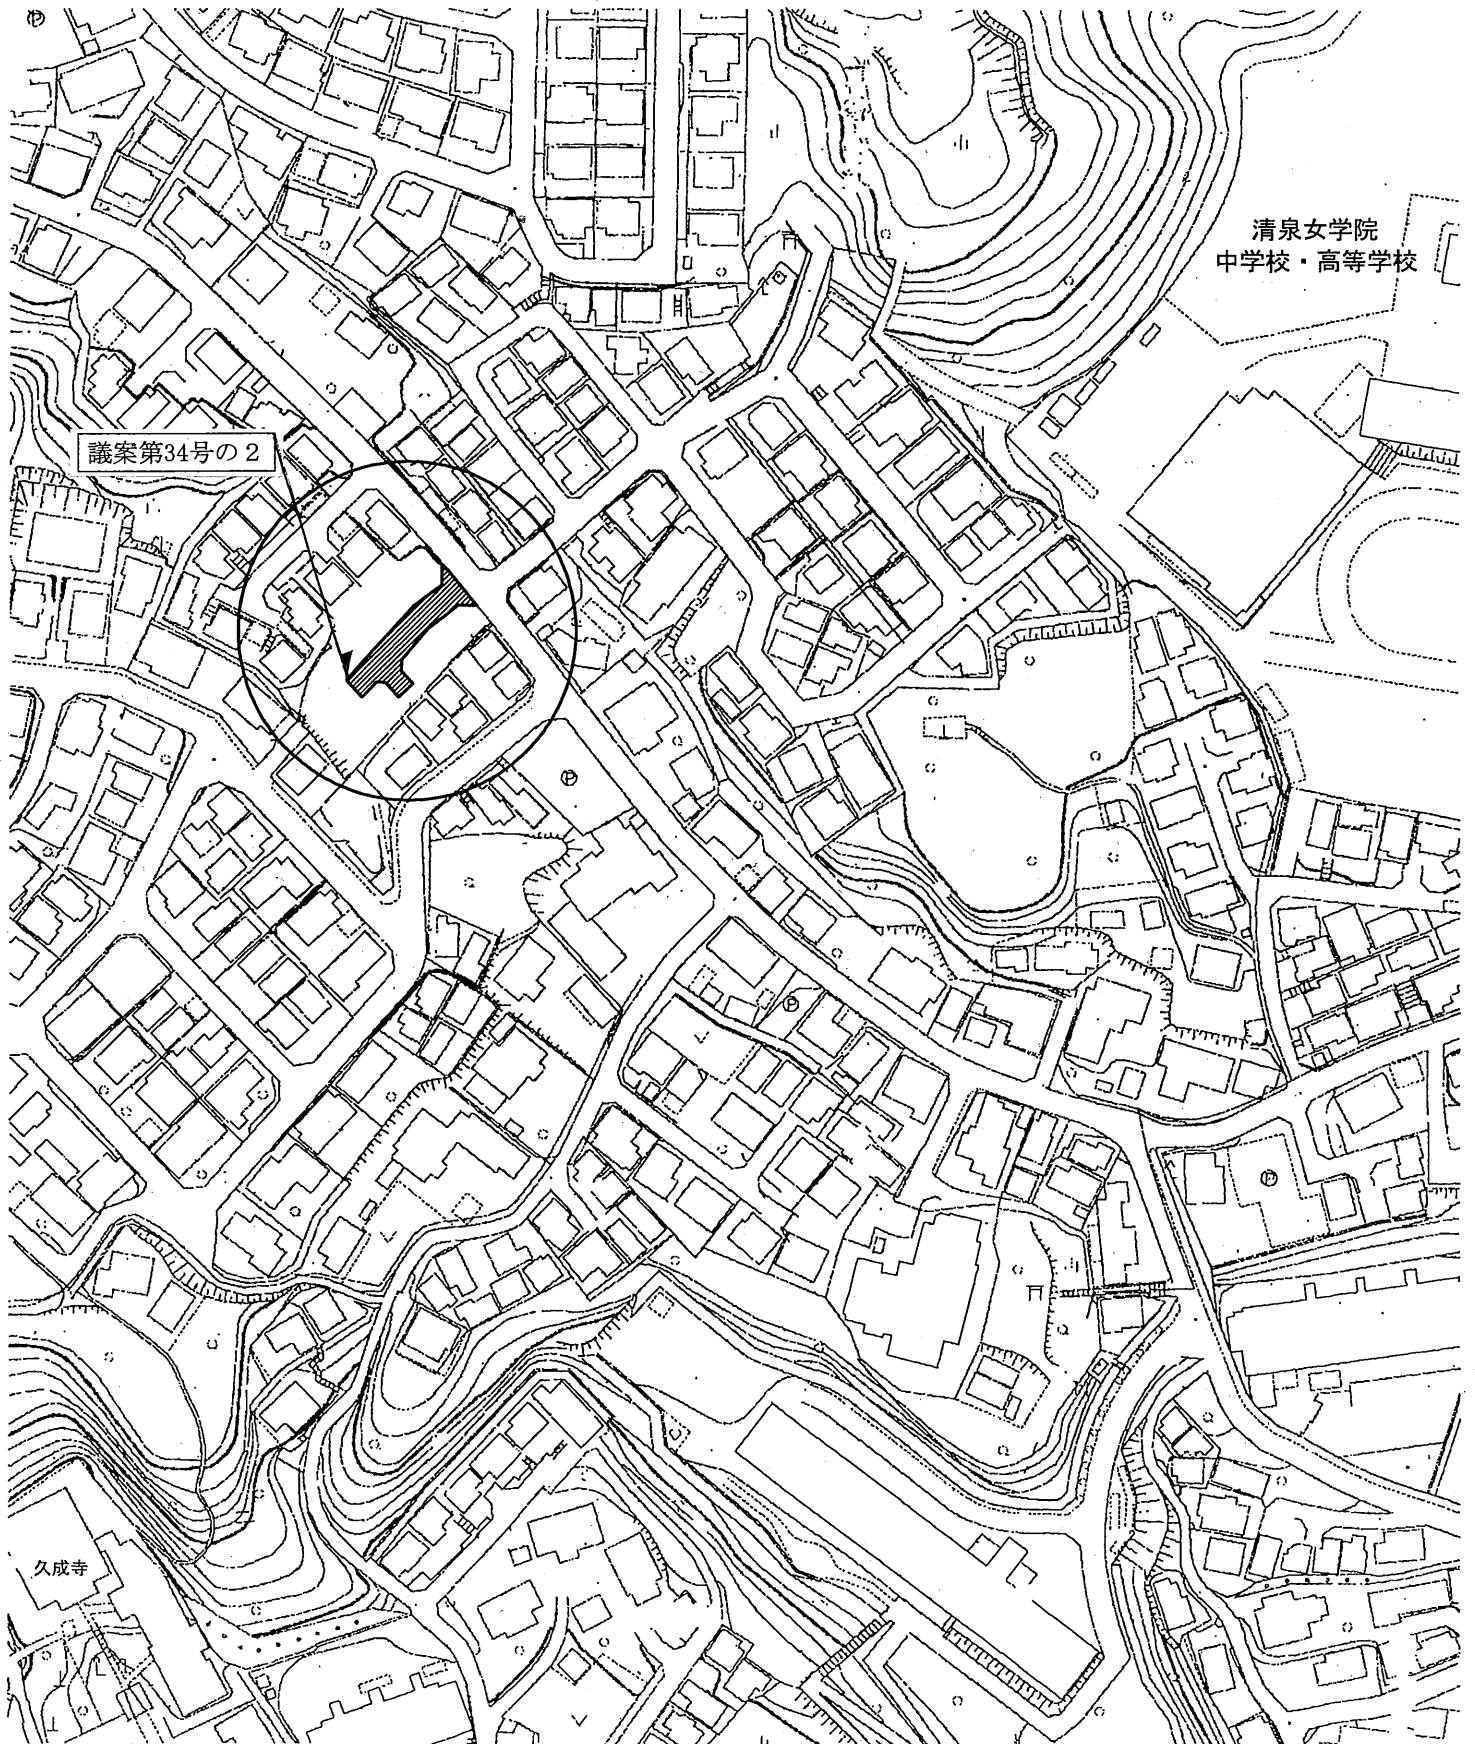 清泉女学院
中学校・高等学校
議案第34号の2
久成寺